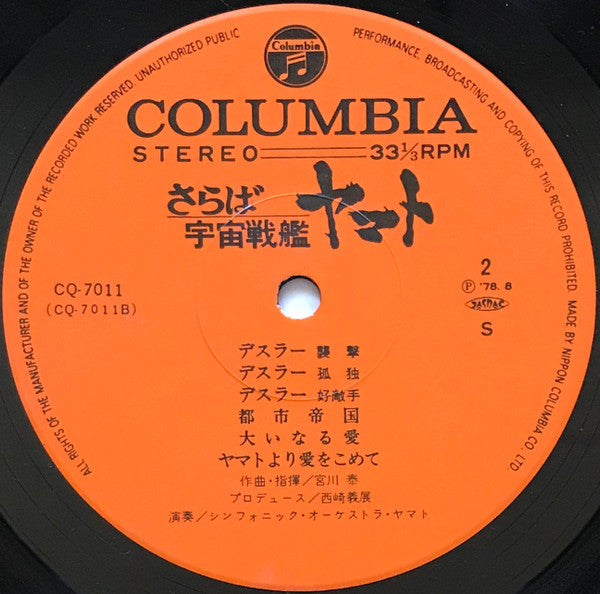 ALL RIGHTS OF THE MANUFACTURER AND OF THE OWNER OF THE RECORDED WORK RESERVED. UNAUTHORIZED PUBLIC PERFORMANCE, BROADCASTING AND COPYING OF THIS RECORD PROHIBITED. MADE BY NIPPON COLUMBIA CO. LTD
Columbia
COLUMBIA
STEREO 33⅓RPM
さらば
宇宙戦艦 ヤマト
CQ-7011
(CQ-7011B)
2
Ⓟ '78. 8
JASRAC
S
デスラー 襲撃
デスラー 孤独
デスラー 好敵手
都市帝国
大いなる愛
ヤマトより愛をこめて
作曲・指揮/宮川 泰
プロデュース/西崎義展
演奏/シンフォニック・オーケストラ・ヤマト